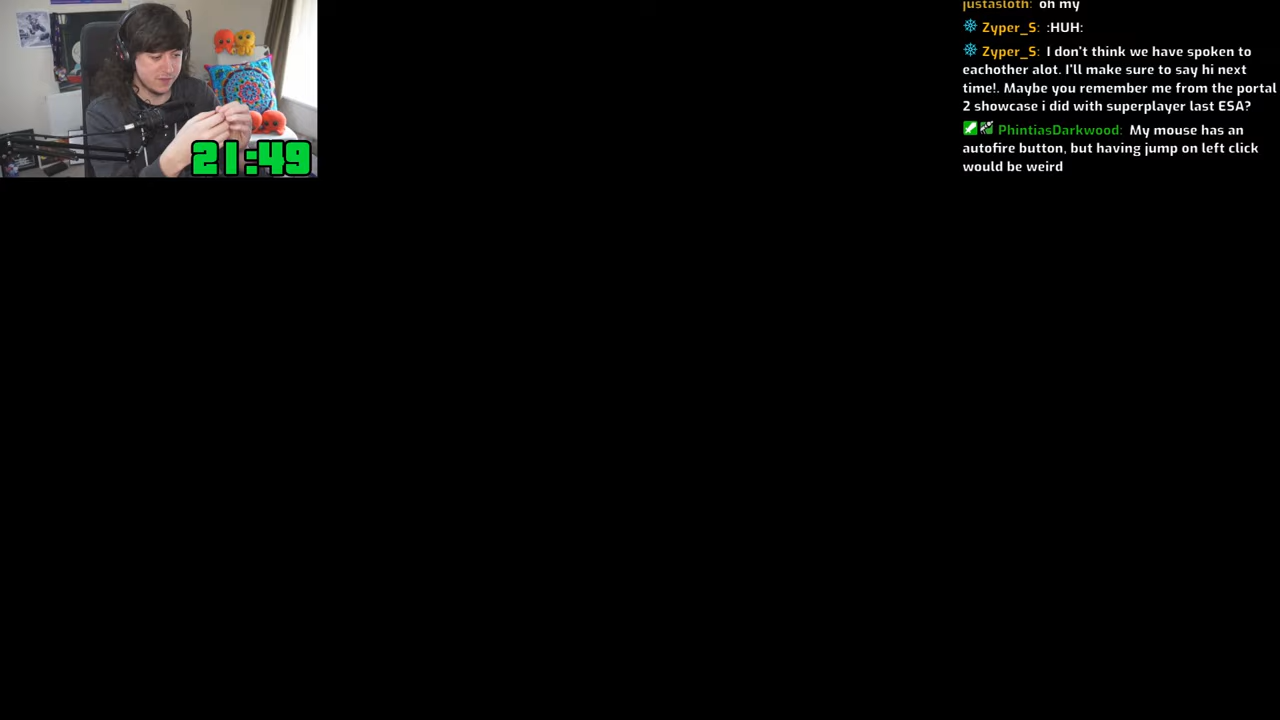 justasloth: oh my
Zyper_S: :HUH:
Zyper_S: I don't think we have spoken to
eachother alot. I'll make sure to say hi next
time!. Maybe you remember me from the portal
2 showcase i did with superplayer last ESA?
PhintiasDarkwood: My mouse has an
autofire button, but having jump on left click
would be weird
21:49